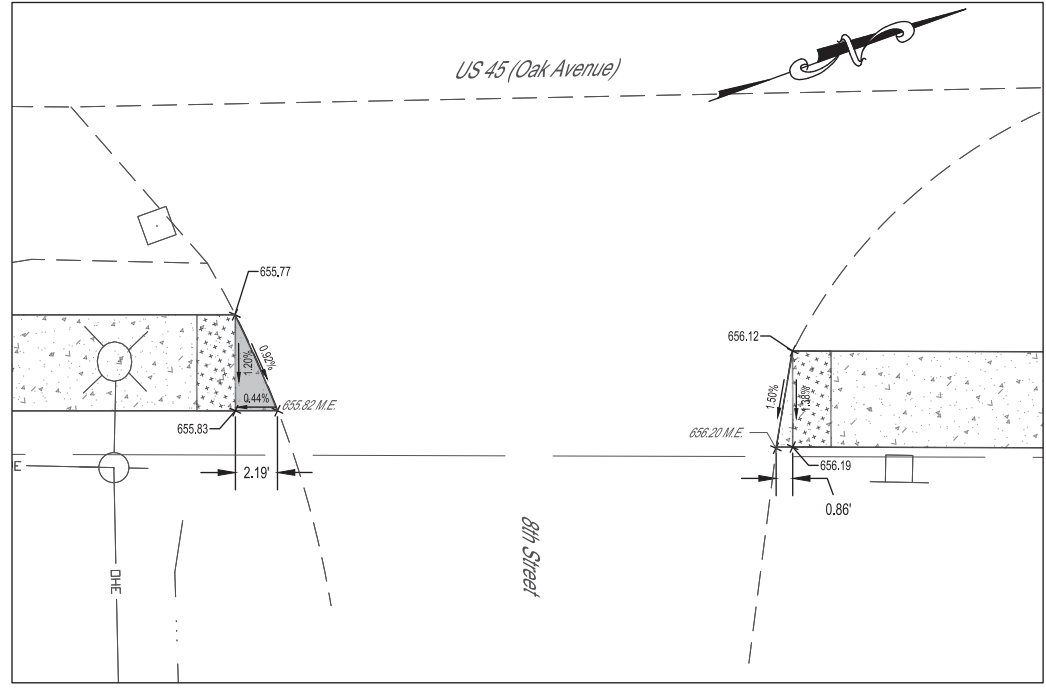 US 45 (Oak Avenue)
N
655.77
1.20%
0.92%
0.44%
655.82 M.E.
655.83
2.19'
656.12
1.50%
1.38%
656.20 M.E.
656.19
0.86'
8th Street
E
OHE